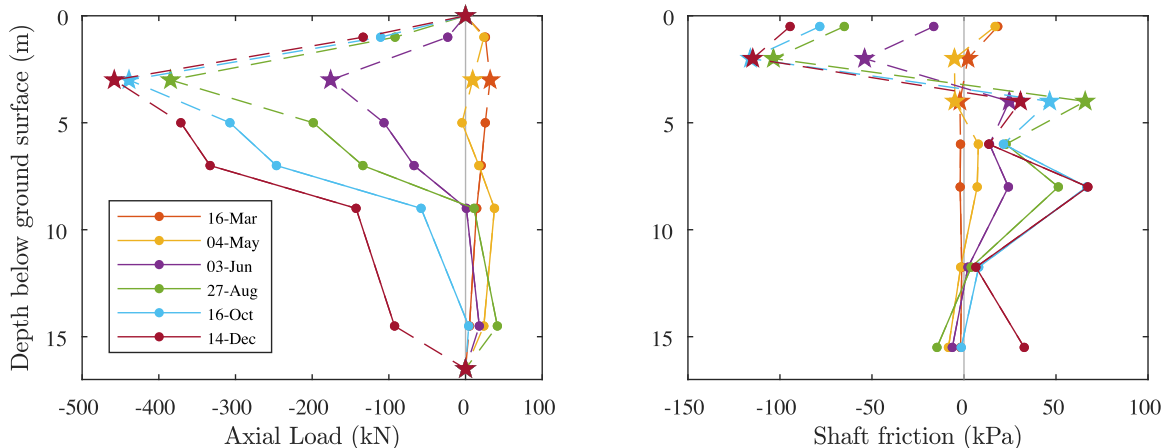 Depth below ground surface (m)
0
5
10
15
16-Mar
04-May
03-Jun
27-Aug
16-Oct
14-Dec
-500
-400
-300
-200
-100
0
100
Axial Load (kN)
0
5
10
15
-150
-100
-50
0
50
100
Shaft friction (kPa)